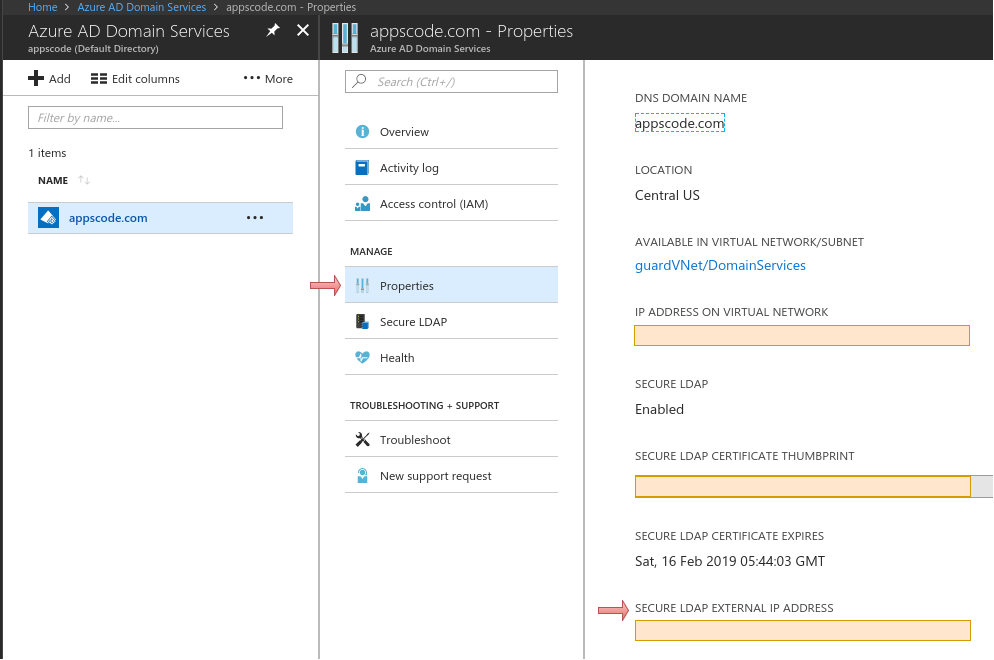 Home > Azure AD Domain Services > appscode.com - Properties
Azure AD Domain Services
appscode (Default Directory)
Add Edit columns ••• More
Filter by name...
1 items
NAME
appscode.com •••
appscode.com - Properties
Azure AD Domain Services
Search (Ctrl+/)
Overview
Activity log
Access control (IAM)
MANAGE
Properties
Secure LDAP
Health
TROUBLESHOOTING + SUPPORT
Troubleshoot
New support request
DNS DOMAIN NAME
appscode.com
LOCATION
Central US
AVAILABLE IN VIRTUAL NETWORK/SUBNET
guardVNet/DomainServices
IP ADDRESS ON VIRTUAL NETWORK
SECURE LDAP
Enabled
SECURE LDAP CERTIFICATE THUMBPRINT
SECURE LDAP CERTIFICATE EXPIRES
Sat, 16 Feb 2019 05:44:03 GMT
SECURE LDAP EXTERNAL IP ADDRESS